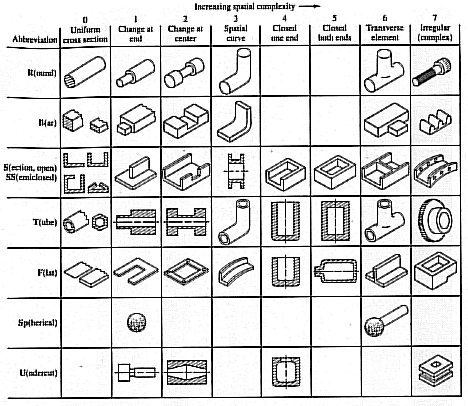 Increasing spatial complexity
0 1 2 3 4 5 6 7
Uniform Change at Change at Spatial Closed Closed Transverse Irregular
Abbreviation cross section end center curve one end both ends element (complex)
R(ound)
B(ar)
S(ection, open)
SS(emiclosed)
T(ube)
F(lat)
Sp(herical)
U(ndercut)